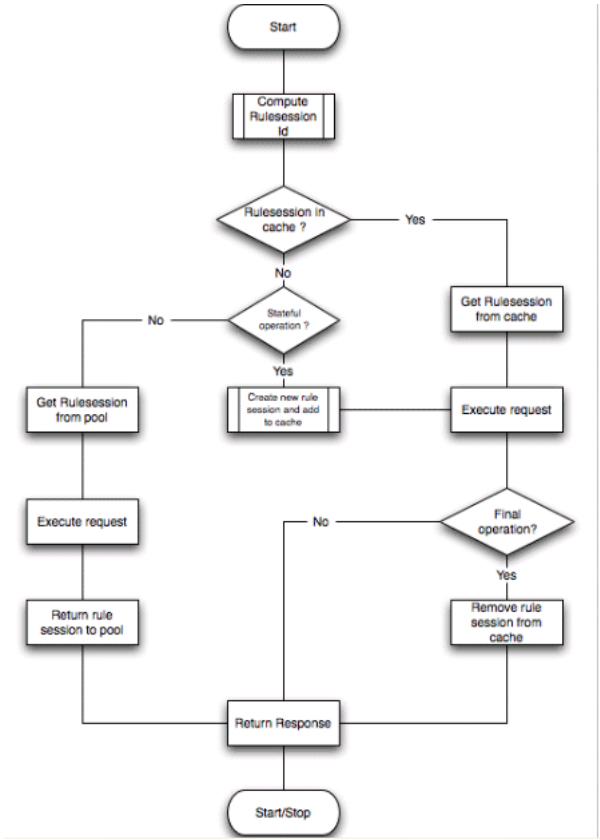 Start
Compute
Rulesession
Id
Rulesession in
cache ?
Yes
No
Stateful
operation ?
No
Get Rulesession
from cache
Yes
Get Rulesession
from pool
Create new rule
session and add
to cache
Execute request
Execute request
Final
operation?
No
Yes
Return rule
session to pool
Remove rule
session from
cache
Return Response
Start/Stop